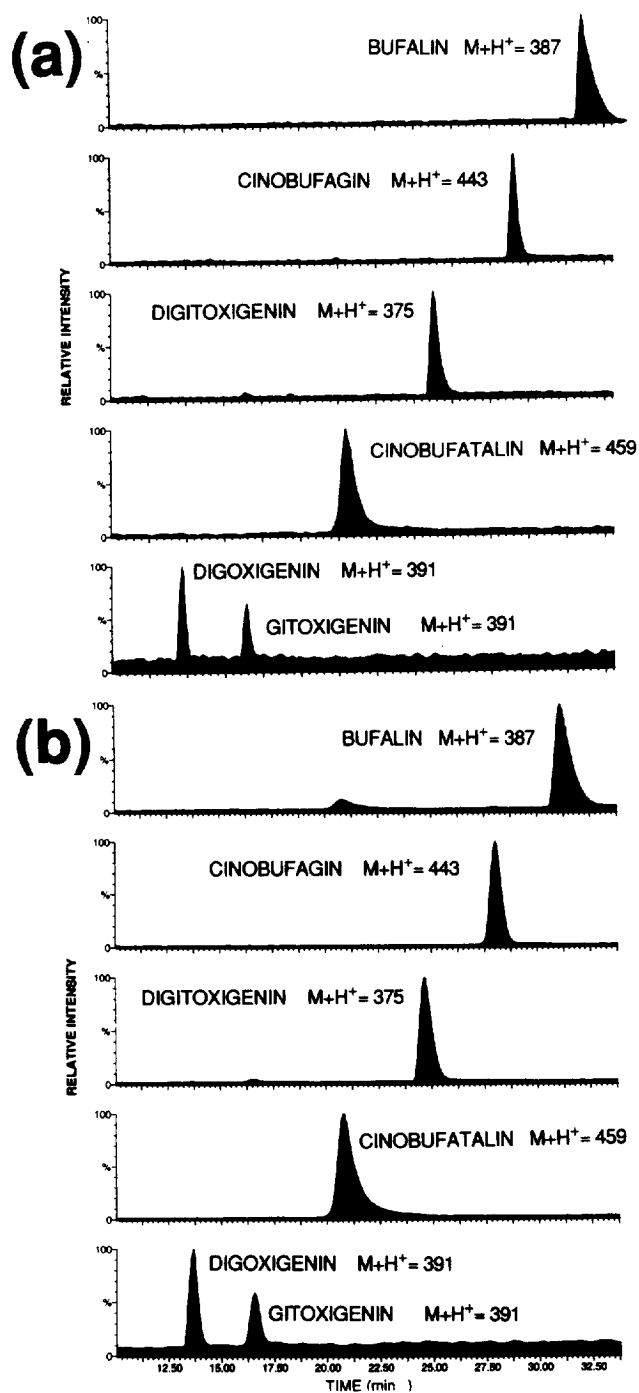 (a)
100
%
0
BUFALIN M+H+ = 387
100
%
0
CINOBUFAGIN M+H+ = 443
100
%
0
DIGITOXIGENIN M+H+ = 375
RELATIVE INTENSITY
100
%
0
CINOBUFATALIN M+H+ = 459
100
%
0
DIGOXIGENIN M+H+ = 391
GITOXIGENIN M+H+ = 391
(b)
100
%
0
BUFALIN M+H+ = 387
100
%
0
CINOBUFAGIN M+H+ = 443
100
%
0
DIGITOXIGENIN M+H+ = 375
RELATIVE INTENSITY
100
%
0
CINOBUFATALIN M+H+ = 459
100
%
0
DIGOXIGENIN M+H+ = 391
GITOXIGENIN M+H+ = 391
12.50 15.00 17.50 20.00 22.50 25.00 27.50 30.00 32.50
TIME (min )